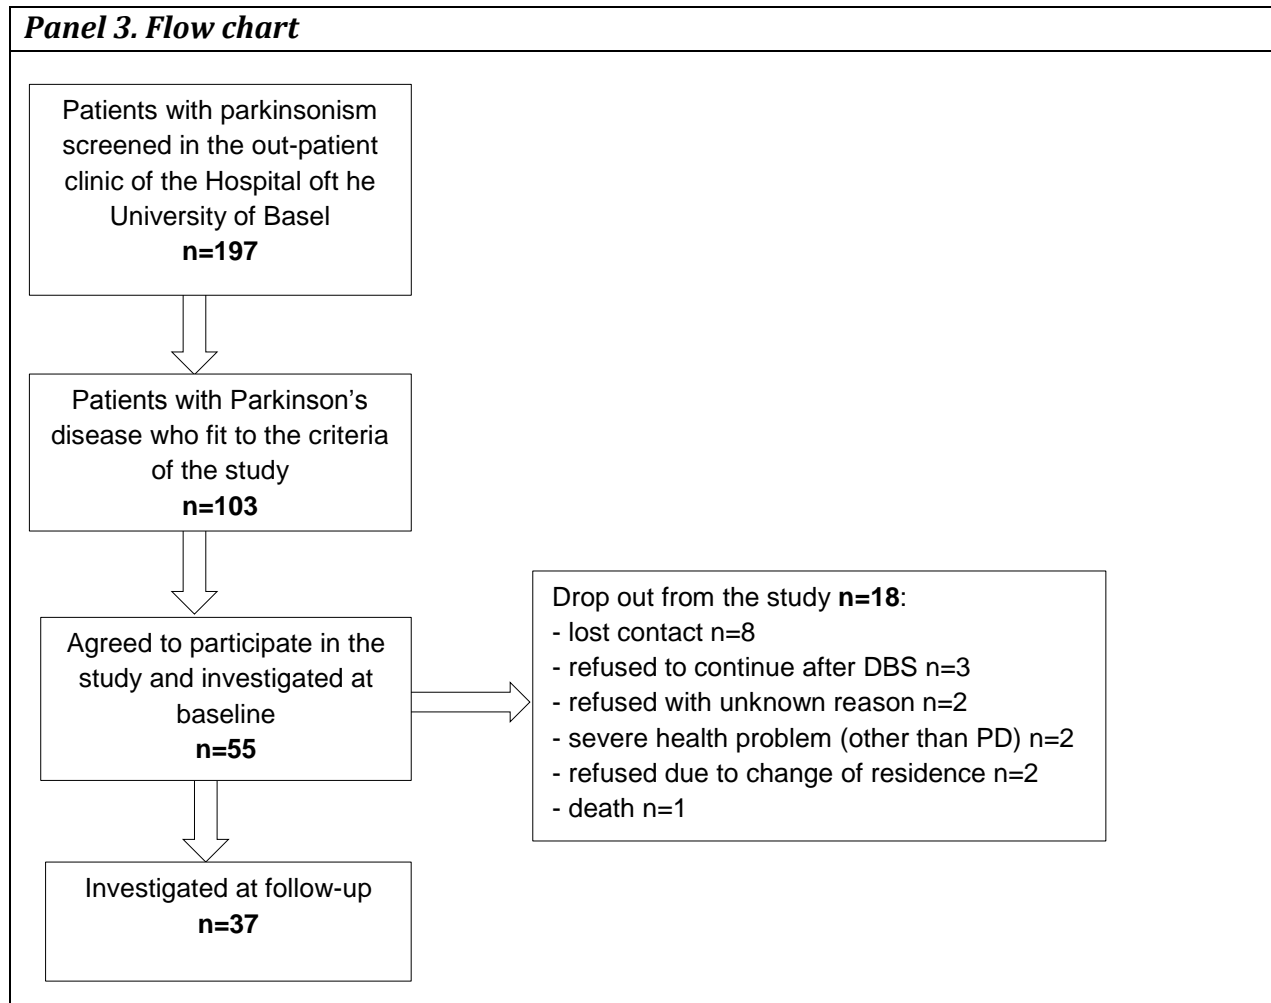 Panel 3. Flow chart
Patients with parkinsonism
screened in the out-patient
clinic of the Hospital oft he
University of Basel
n=197
Patients with Parkinson’s
disease who fit to the criteria
of the study
n=103
Agreed to participate in the
study and investigated at
baseline
n=55
Drop out from the study n=18:
- lost contact n=8
- refused to continue after DBS n=3
- refused with unknown reason n=2
- severe health problem (other than PD) n=2
- refused due to change of residence n=2
- death n=1
Investigated at follow-up
n=37